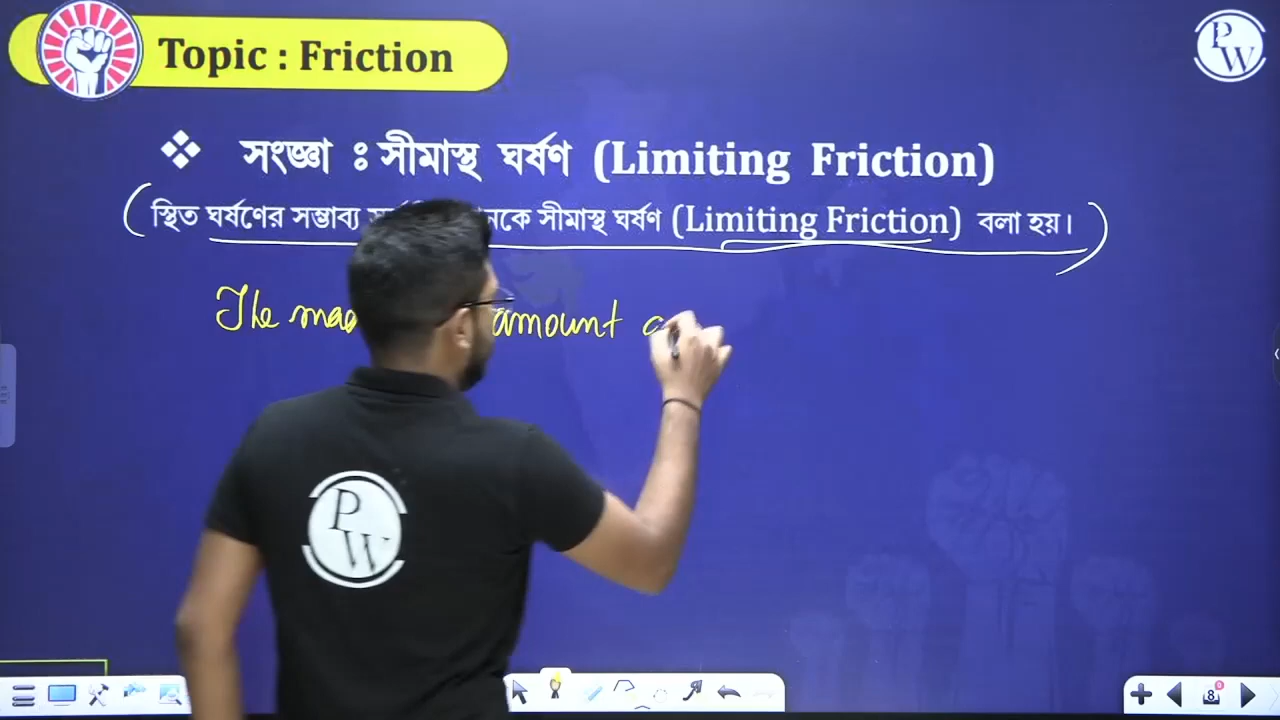 Topic : Friction
PW
❖ সংজ্ঞা ঃ সীমাস্থ ঘর্ষণ (Limiting Friction)
(স্থিত ঘর্ষণের সম্ভাব্য সীমাস্থ ঘর্ষণ (Limiting Friction) বলা হয়।)
The amount
PW
8